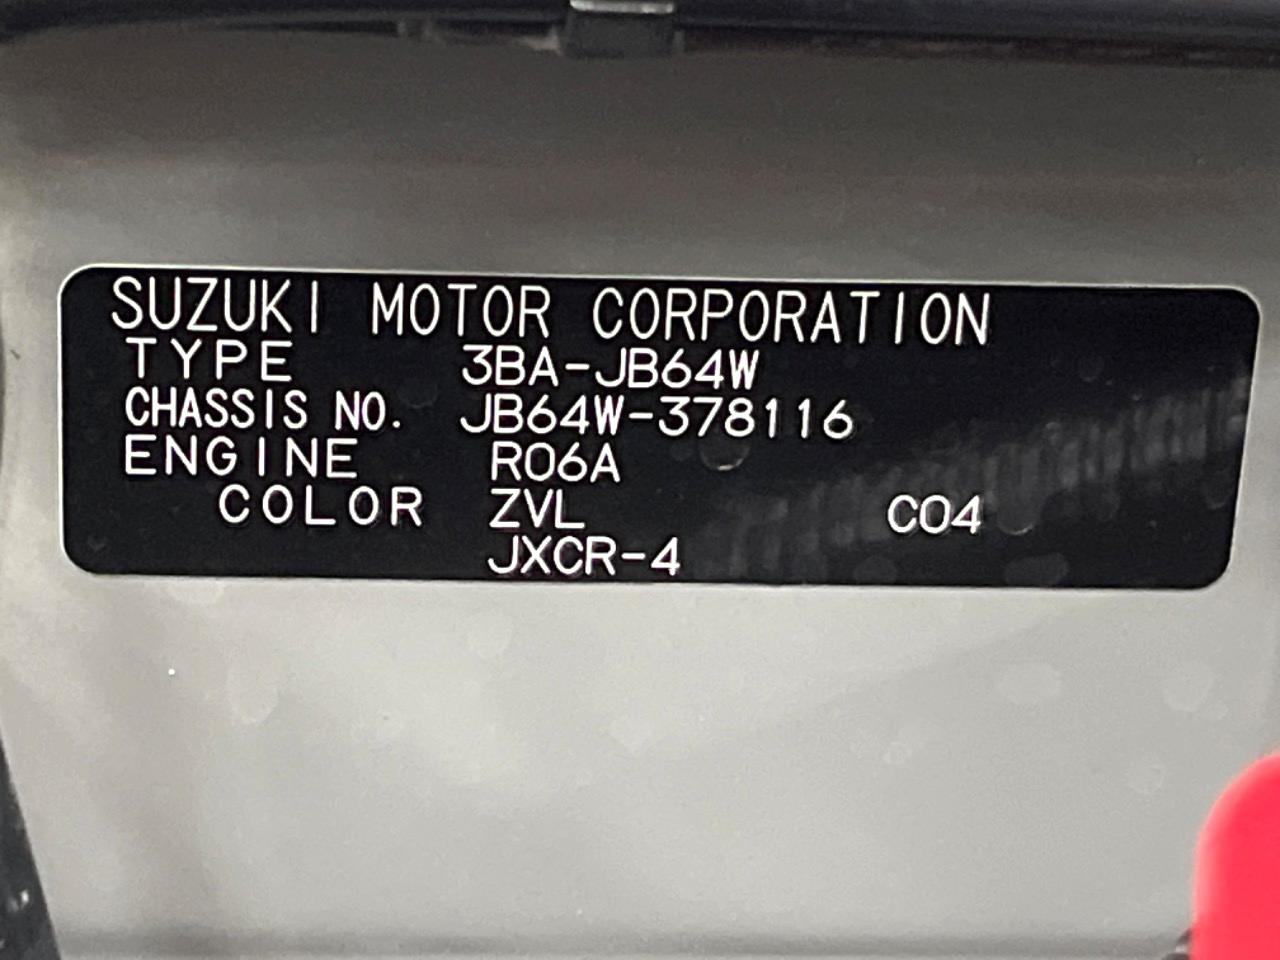 SUZUKI MOTOR CORPORATION
TYPE 3BA-JB64W
CHASSIS NO. JB64W-378116
ENGINE R06A
COLOR ZVL C04
JXCR-4